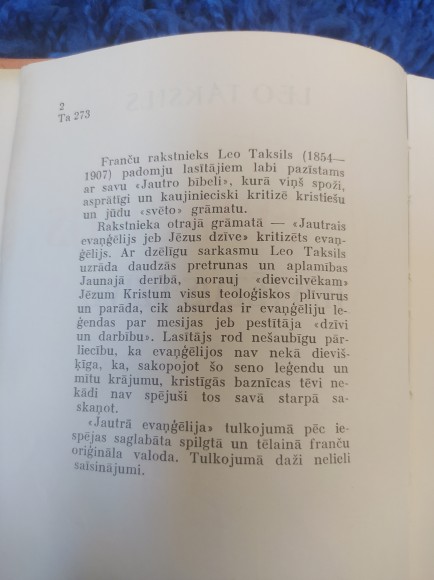 2
Ta 273
Franču rakstnieks Leo Taksils (1854—
1907) padomju lasītājiem labi pazīstams
ar savu «Jautro bībeli», kurā viņš spoži,
asprātīgi un kaujinieciski kritizē kristiešu
un jūdu «svēto» grāmatu.
Rakstnieka otrajā grāmatā — «Jautrais
evaņģēlijs jeb Jēzus dzīve» kritizēts evaņ-
ģēlijs. Ar dzēlīgu sarkasmu Leo Taksils
uzrāda daudzās pretrunas un aplamības
Jaunajā derībā, norauj «dievcilvēkam»
Jēzum Kristum visus teoloģiskos plīvurus
un parāda, cik absurdas ir evaņģēliju le-
ģendas par mesijas jeb pestītāja «dzīvi
un darbību». Lasītājs rod nešaubīgu pār-
liecību, ka evaņģēlijos nav nekā dieviš-
ķīga, ka, sakopojot šo seno leģendu un
mītu krājumu, kristīgās baznīcas tēvi ne-
kādi nav spējuši tos savā starpā sa-
skaņot.
«Jautrā evaņģēlija» tulkojumā pēc ie-
spējas saglabāta spilgtā un tēlainā franču
oriģināla valoda. Tulkojumā daži nelieli
saīsinājumi.